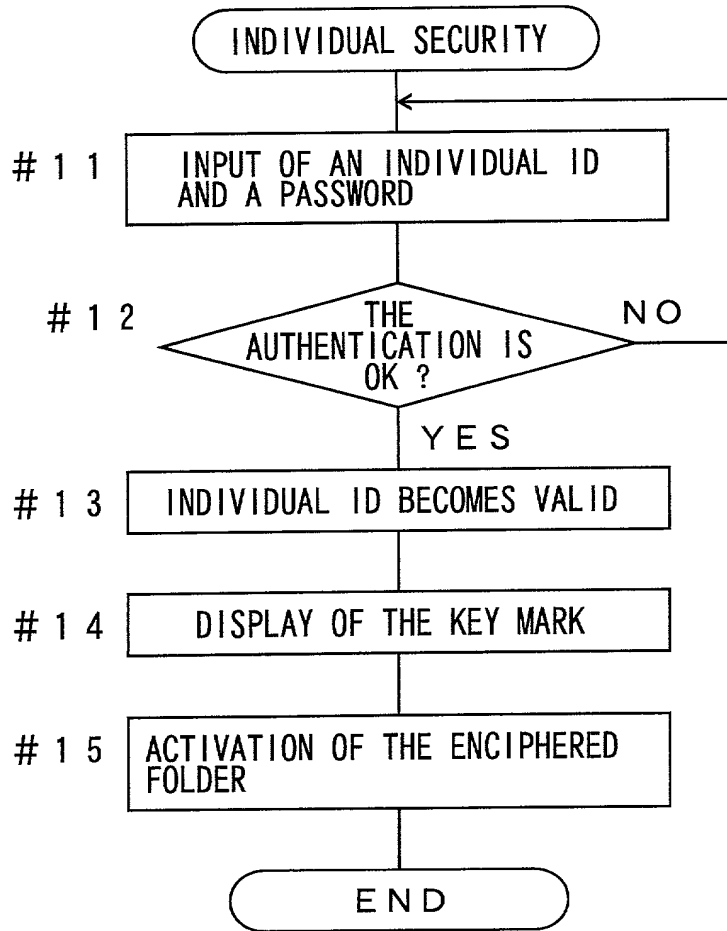 INDIVIDUAL SECURITY
#11
INPUT OF AN INDIVIDUAL ID
AND A PASSWORD
#12
THE
AUTHENTICATION IS
OK ?
NO
YES
#13
INDIVIDUAL ID BECOMES VALID
#14
DISPLAY OF THE KEY MARK
#15
ACTIVATION OF THE ENCIPHERED
FOLDER
END